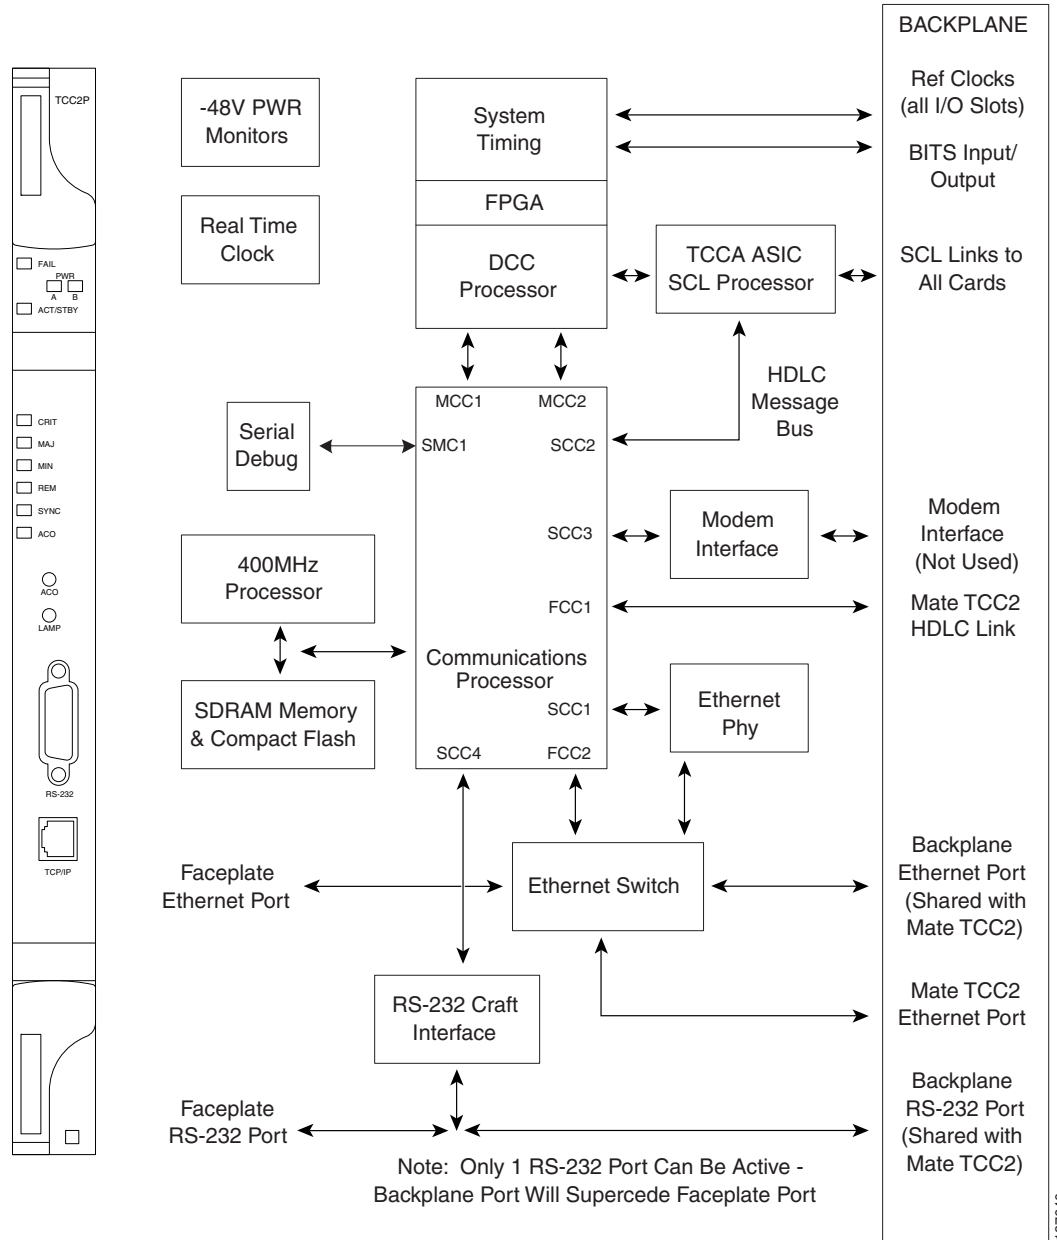 BACKPLANE
TCC2P
FAIL
PWR
A B
ACT/STBY
CRIT
MAJ
MIN
REM
SYNC
ACO
ACO
LAMP
RS-232
TCP/IP
-48V PWR
Monitors
Real Time
Clock
System
Timing
FPGA
DCC
Processor
TCCA ASIC
SCL Processor
Ref Clocks
(all I/O Slots)
BITS Input/
Output
SCL Links to
All Cards
HDLC
Message
Bus
MCC1
MCC2
Serial
Debug
SMC1
SCC2
SCC3
Modem
Interface
Modem
Interface
(Not Used)
400MHz
Processor
FCC1
Mate TCC2
HDLC Link
Communications
Processor
SDRAM Memory
& Compact Flash
SCC1
Ethernet
Phy
SCC4
FCC2
Faceplate
Ethernet Port
Ethernet Switch
Backplane
Ethernet Port
(Shared with
Mate TCC2)
RS-232 Craft
Interface
Mate TCC2
Ethernet Port
Faceplate
RS-232 Port
Backplane
RS-232 Port
(Shared with
Mate TCC2)
Note: Only 1 RS-232 Port Can Be Active -
Backplane Port Will Supercede Faceplate Port